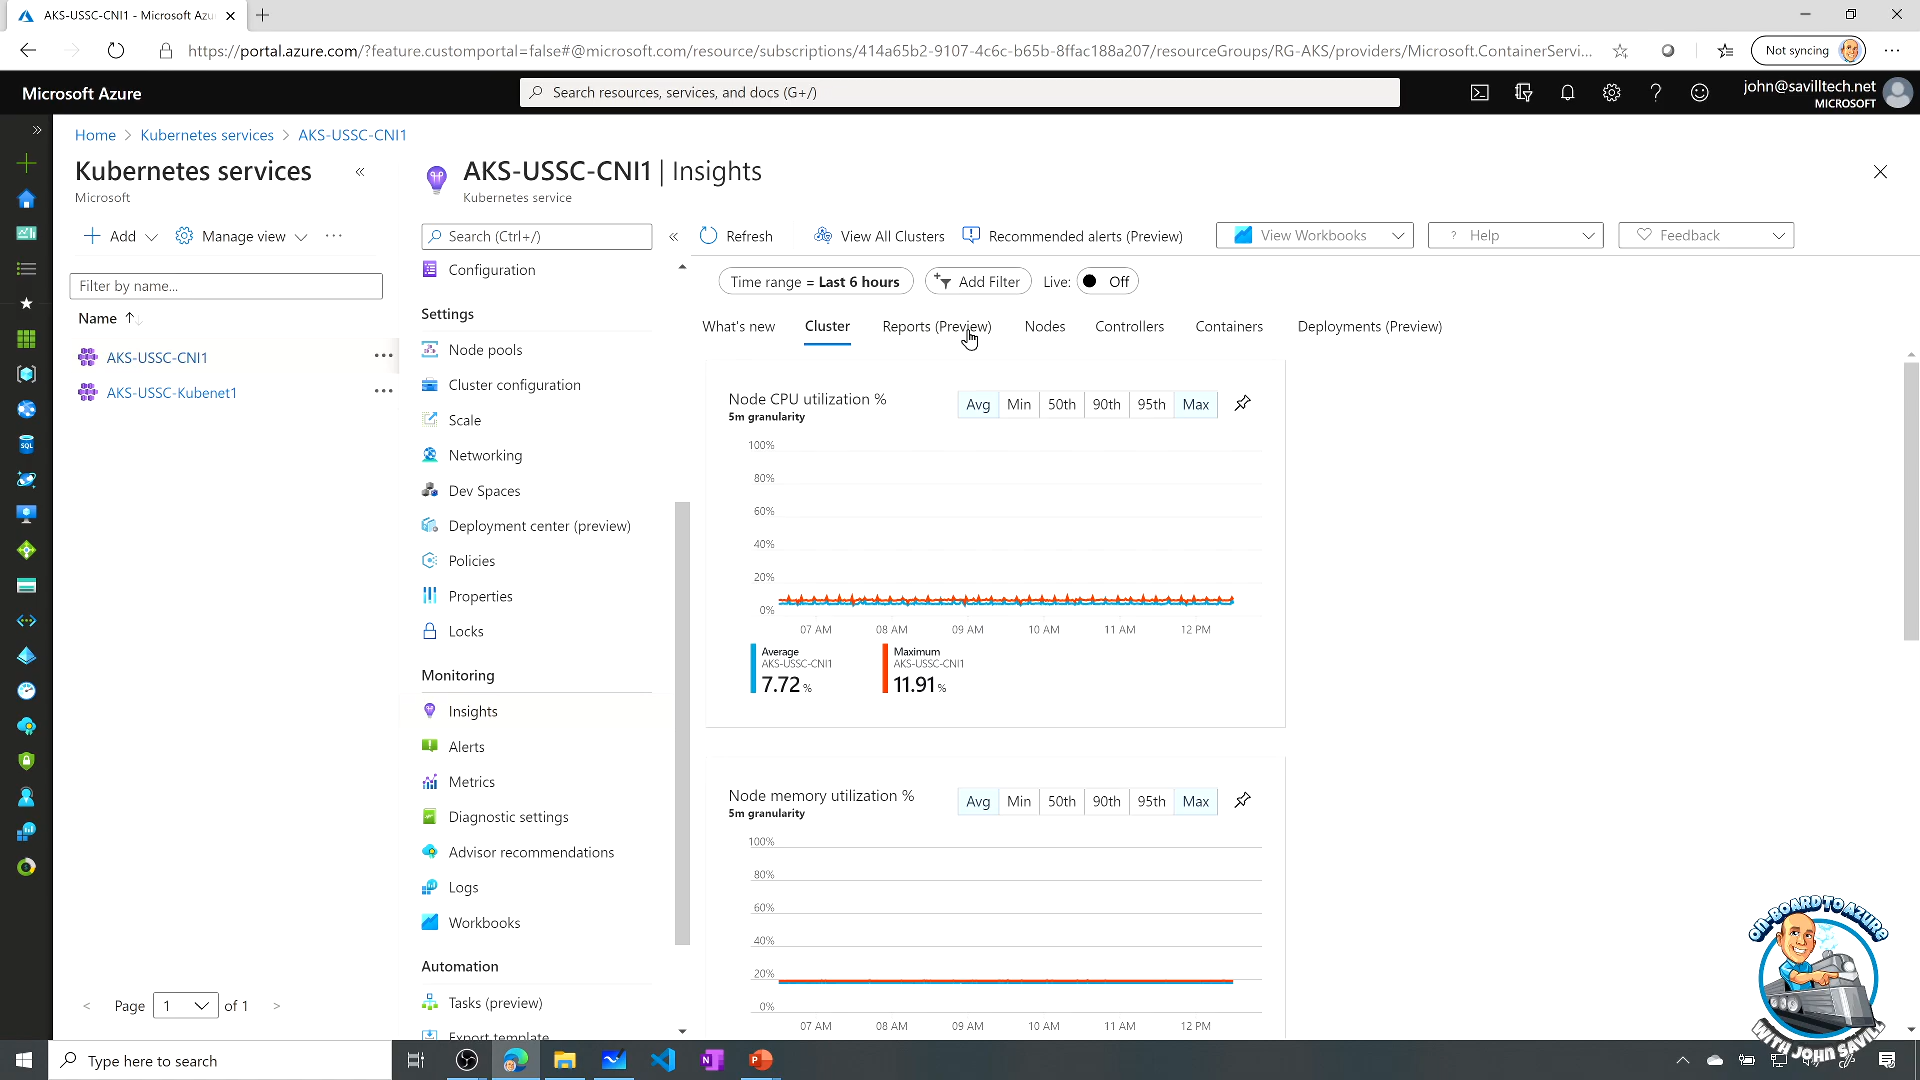 AKS-USSC-CNI1 - Microsoft Azu
https://portal.azure.com/?feature.customportal=false#@microsoft.com/resource/subscriptions/414a65b2-9107-4c6c-b65b-8ffac188a207/resourceGroups/RG-AKS/providers/Microsoft.ContainerServi...
Not syncing
Microsoft Azure
Search resources, services, and docs (G+/)
john@savilltech.net
MICROSOFT
Home > Kubernetes services > AKS-USSC-CNI1
Kubernetes services
Microsoft
AKS-USSC-CNI1 | Insights
Kubernetes service
Add
Manage view
Search (Ctrl+/)
Refresh
View All Clusters
Recommended alerts (Preview)
View Workbooks
? Help
Feedback
Filter by name...
Name
AKS-USSC-CNI1
AKS-USSC-Kubenet1
Page 1 of 1
Configuration
Settings
Node pools
Cluster configuration
Scale
Networking
Dev Spaces
Deployment center (preview)
Policies
Properties
Locks
Monitoring
Insights
Alerts
Metrics
Diagnostic settings
Advisor recommendations
Logs
Workbooks
Automation
Tasks (preview)
Export template
Time range = Last 6 hours
Add Filter
Live: Off
What's new
Cluster
Reports (Preview)
Nodes
Controllers
Containers
Deployments (Preview)
Node CPU utilization %
5m granularity
Avg Min 50th 90th 95th Max
100%
80%
60%
40%
20%
0%
07 AM 08 AM 09 AM 10 AM 11 AM 12 PM
Average
AKS-USSC-CNI1
7.72 %
Maximum
AKS-USSC-CNI1
11.91 %
Node memory utilization %
5m granularity
Avg Min 50th 90th 95th Max
100%
80%
60%
40%
20%
0%
07 AM 08 AM 09 AM 10 AM 11 AM 12 PM
ON-BOARD TO AZURE
WITH JOHN SAVILL
Type here to search